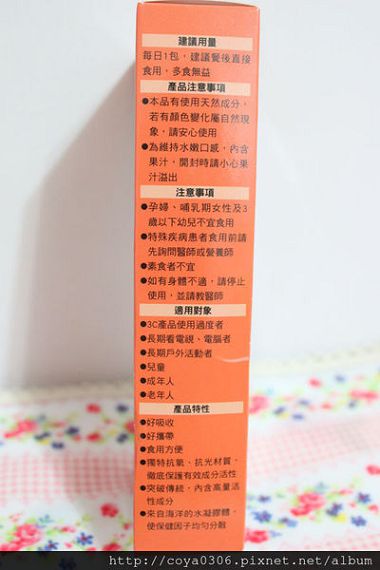 建議用量
每日1包，建議餐後直接
食用，多食無益
產品注意事項
●本品有使用天然成分，
若有顏色變化屬自然現
象，請安心使用
●為維持水嫩口感，內含
果汁，開封時請小心果
汁溢出
注意事項
●孕婦、哺乳期女性及3
歲以下幼兒不宜食用
●特殊疾病患者食用前請
先詢問醫師或營養師
●素食者不宜
●如有身體不適，請停止
使用，並請教醫師
適用對象
●3C產品使用過度者
●長期看電視、電腦者
●長期戶外活動者
●兒童
●成年人
●老年人
產品特性
●好吸收
●好攜帶
●食用方便
●獨特抗氧、抗光材質，
徹底保護有效成分活性
●突破傳統，內含高量活
性成分
●來自海洋的水凝膠體，
使保健因子均勻分散
http://coya0306.pixnet.net/album